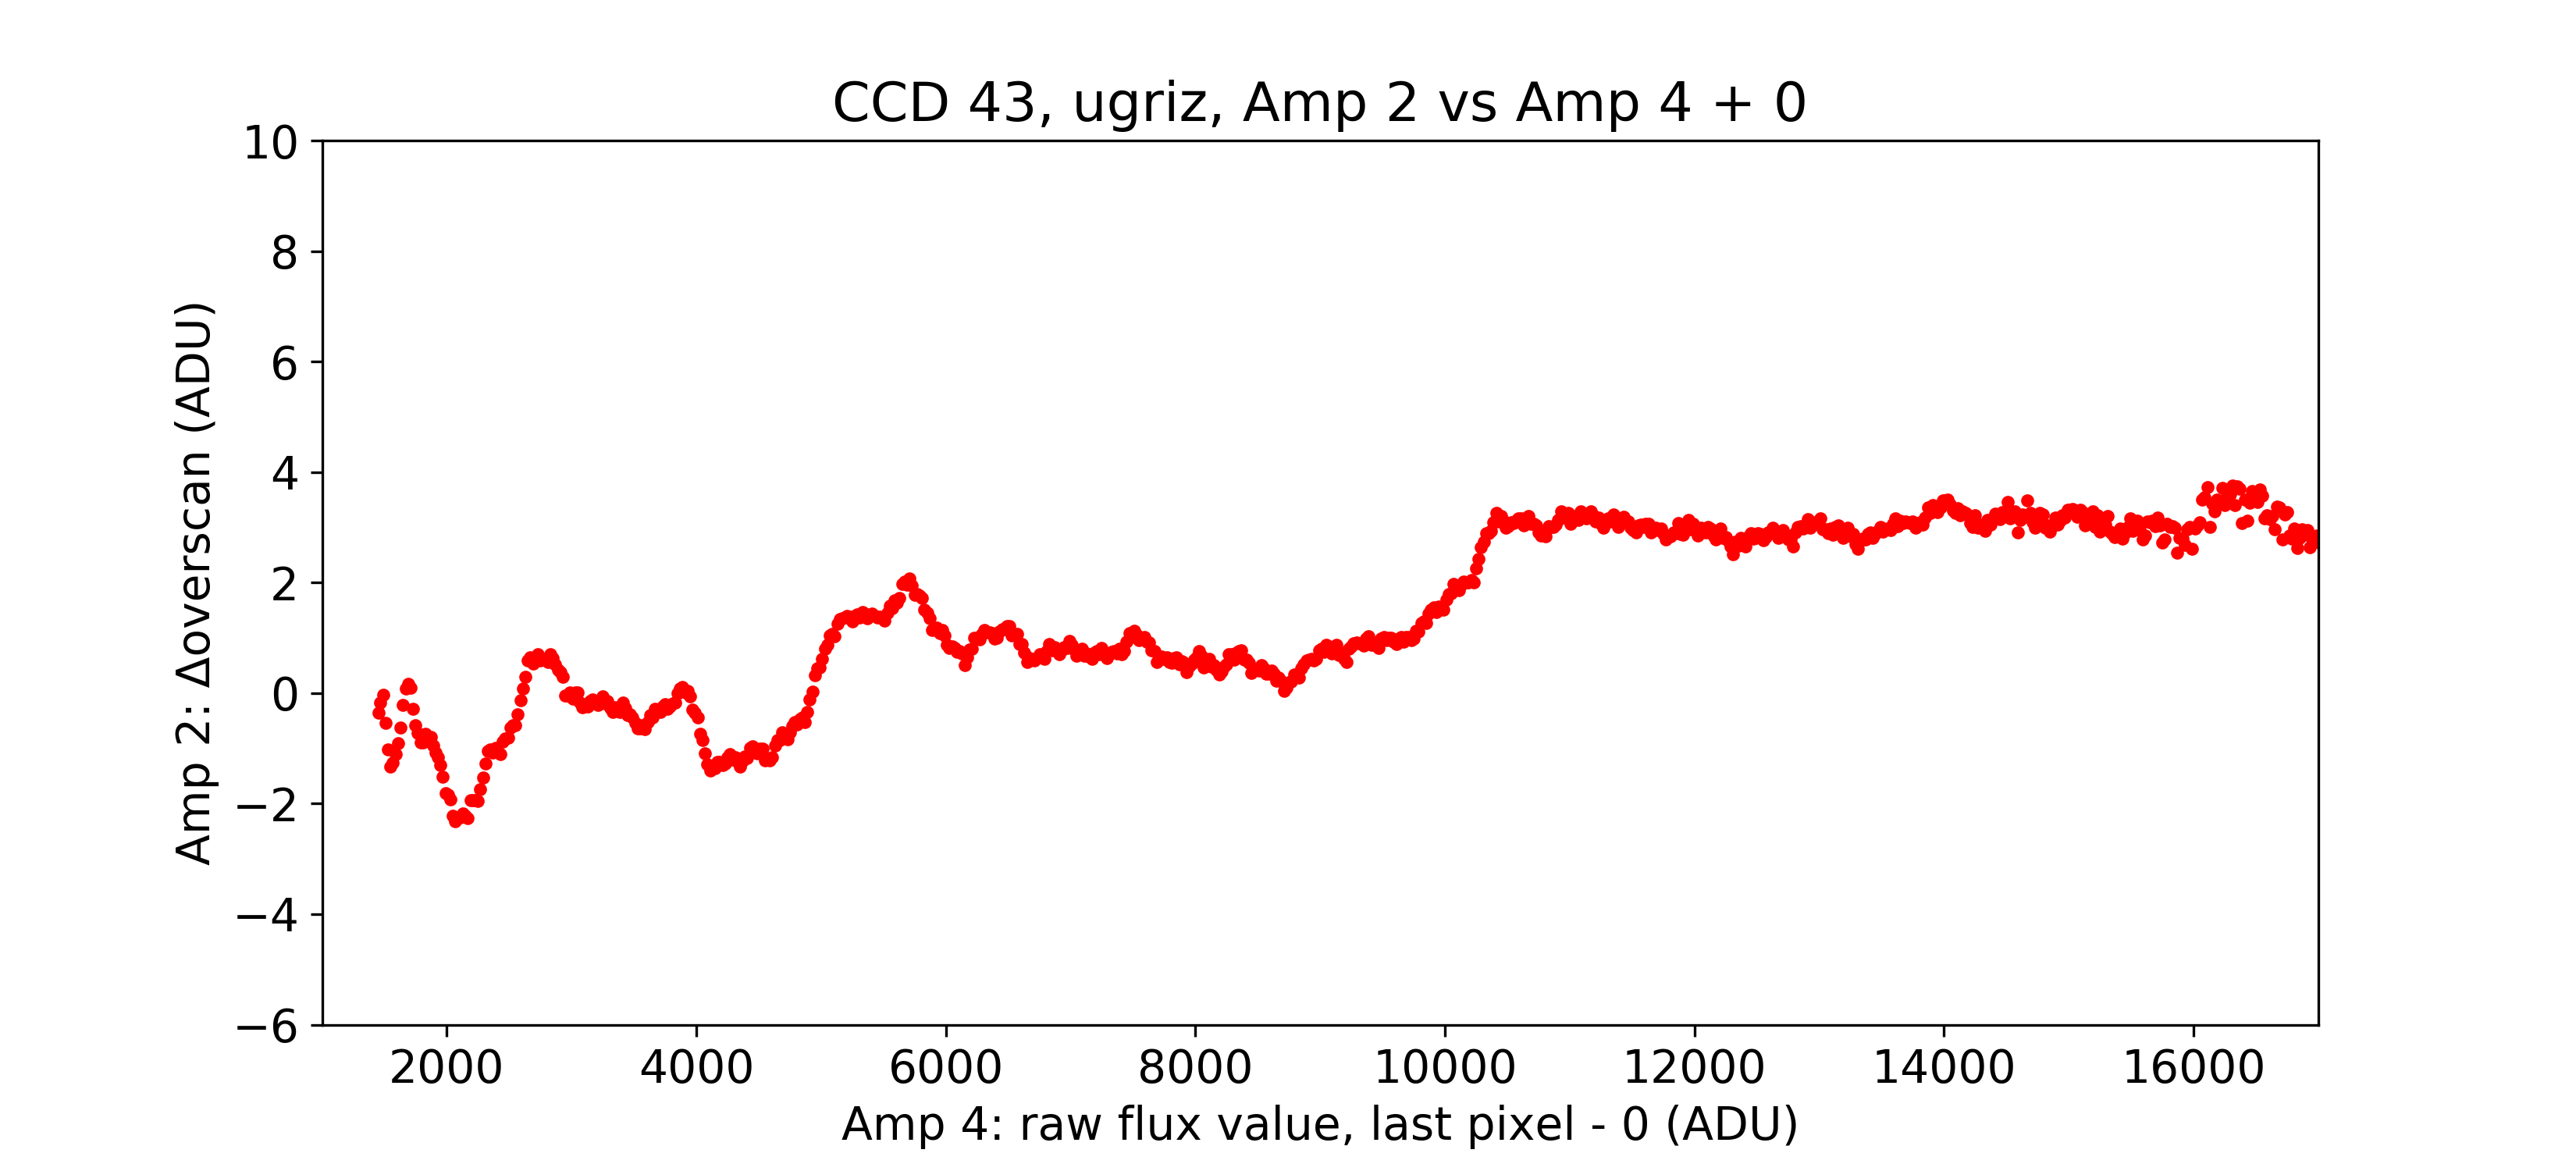 CCD 43, ugriz, Amp 2 vs Amp 4 + 0
10
8
6
4
2
0
−2
−4
−6
Amp 2: Δoverscan (ADU)
2000 4000 6000 8000 10000 12000 14000 16000
Amp 4: raw flux value, last pixel - 0 (ADU)